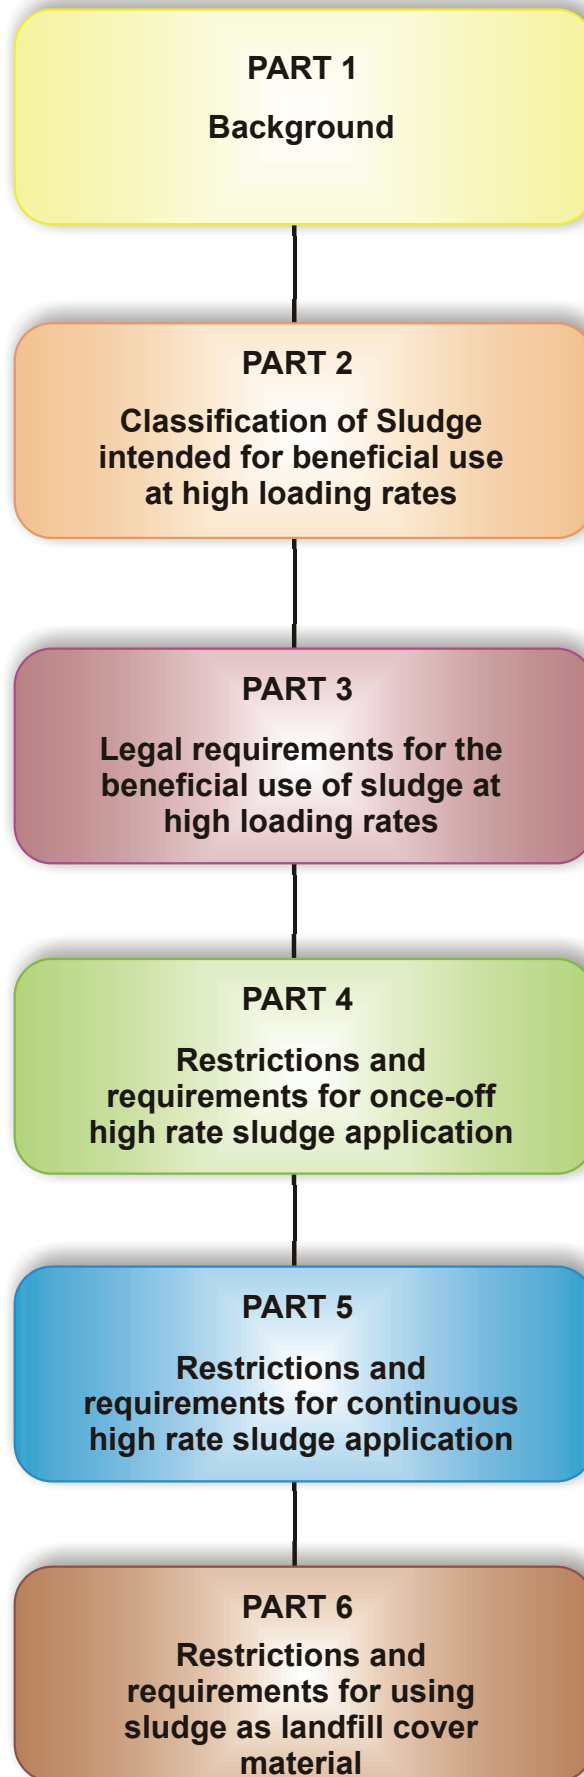 PART 1
Background
PART 2
Classification of Sludge
intended for beneficial use
at high loading rates
PART 3
Legal requirements for the
beneficial use of sludge at
high loading rates
PART 4
Restrictions and
requirements for once-off
high rate sludge application
PART 5
Restrictions and
requirements for continuous
high rate sludge application
PART 6
Restrictions and
requirements for using
sludge as landfill cover
material